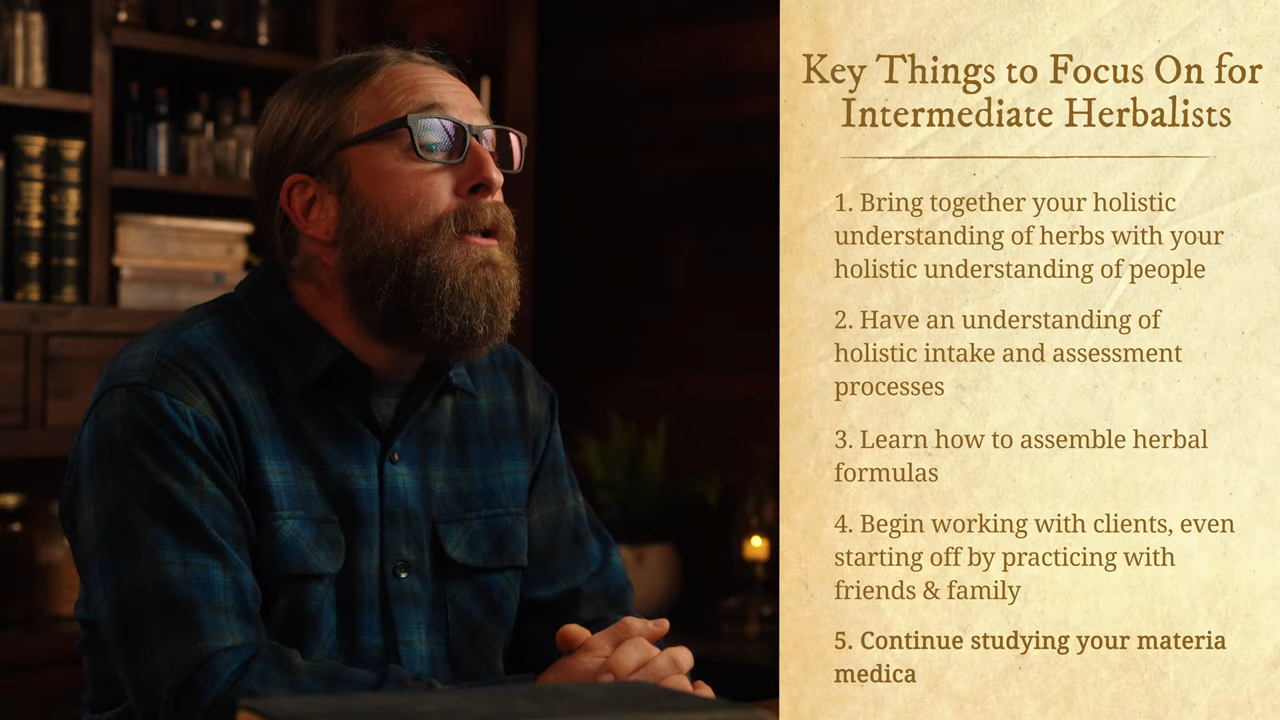 Key Things to Focus On for
Intermediate Herbalists
1. Bring together your holistic
understanding of herbs with your
holistic understanding of people
2. Have an understanding of
holistic intake and assessment
processes
3. Learn how to assemble herbal
formulas
4. Begin working with clients, even
starting off by practicing with
friends & family
5. Continue studying your materia
medica